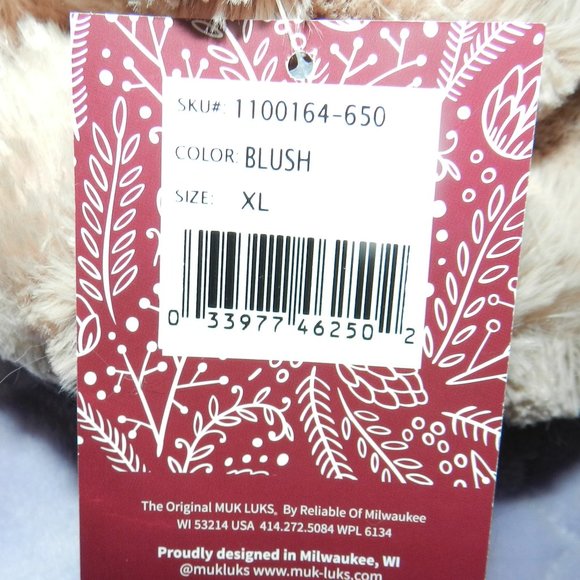 SKU#: 1100164-650
COLOR: BLUSH
SIZE: XL
0 33977 46250 2
The Original MUK LUKS, By Reliable Of Milwaukee
WI 53214 USA 414.272.5084 WPL 6134
Proudly designed in Milwaukee, WI
@mukluks www.muk-luks.com